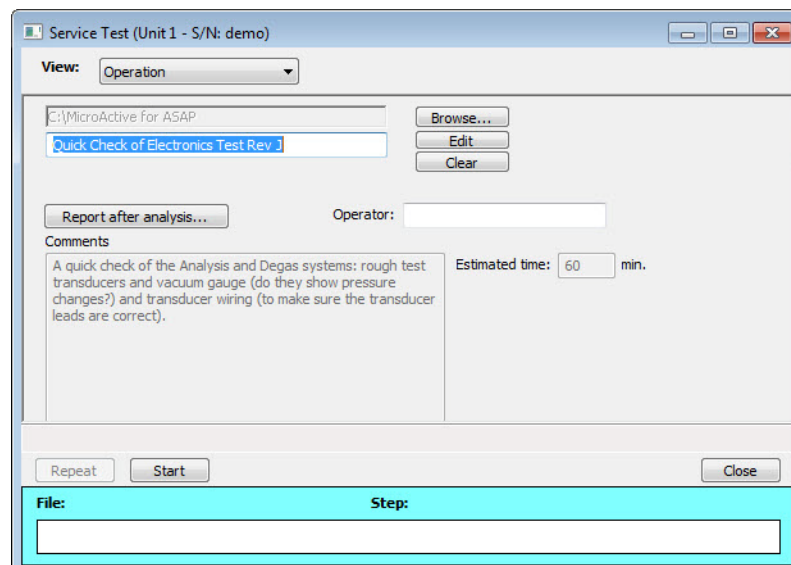 Service Test (Unit 1 - S/N: demo)
View: Operation
C:\MicroActive for ASAP
Browse...
Quick Check of Electronics Test Rev J
Edit
Clear
Report after analysis...
Operator:
Comments
A quick check of the Analysis and Degas systems: rough test
transducers and vacuum gauge (do they show pressure
changes?) and transducer wiring (to make sure the transducer
leads are correct).
Estimated time: 60 min.
Repeat Start Close
File: Step: